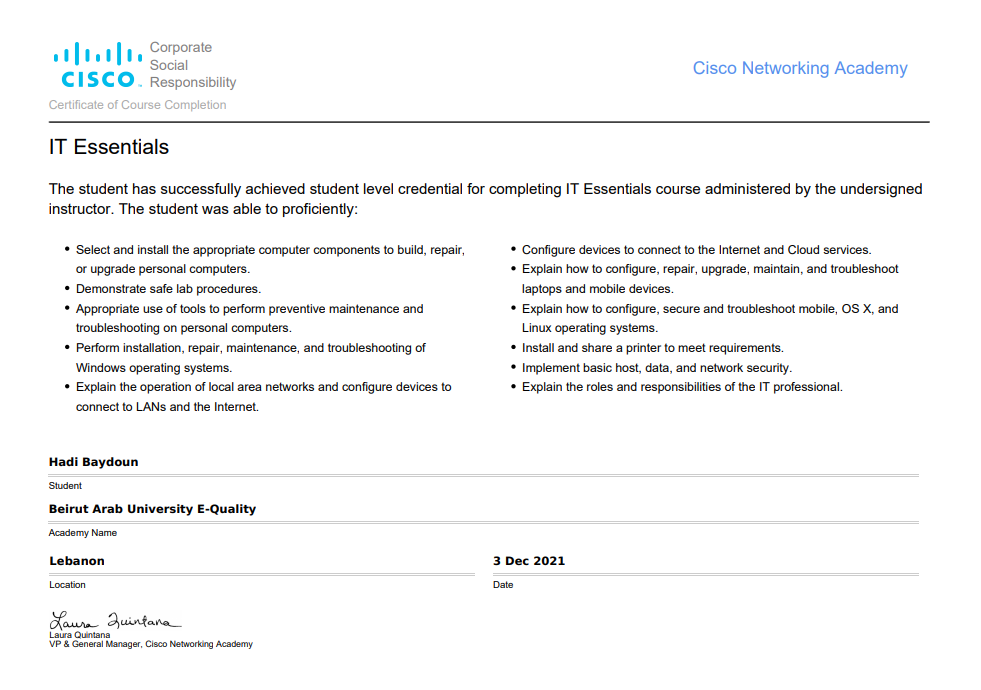 Corporate
Social
Responsibility
CISCO
Certificate of Course Completion
Cisco Networking Academy
IT Essentials
The student has successfully achieved student level credential for completing IT Essentials course administered by the undersigned
instructor. The student was able to proficiently:
• Select and install the appropriate computer components to build, repair,
or upgrade personal computers.
• Demonstrate safe lab procedures.
• Appropriate use of tools to perform preventive maintenance and
troubleshooting on personal computers.
• Perform installation, repair, maintenance, and troubleshooting of
Windows operating systems.
• Explain the operation of local area networks and configure devices to
connect to LANs and the Internet.
• Configure devices to connect to the Internet and Cloud services.
• Explain how to configure, repair, upgrade, maintain, and troubleshoot
laptops and mobile devices.
• Explain how to configure, secure and troubleshoot mobile, OS X, and
Linux operating systems.
• Install and share a printer to meet requirements.
• Implement basic host, data, and network security.
• Explain the roles and responsibilities of the IT professional.
Hadi Baydoun
Student
Beirut Arab University E-Quality
Academy Name
Lebanon
Location
3 Dec 2021
Date
Laura Quintana
Laura Quintana
VP & General Manager, Cisco Networking Academy